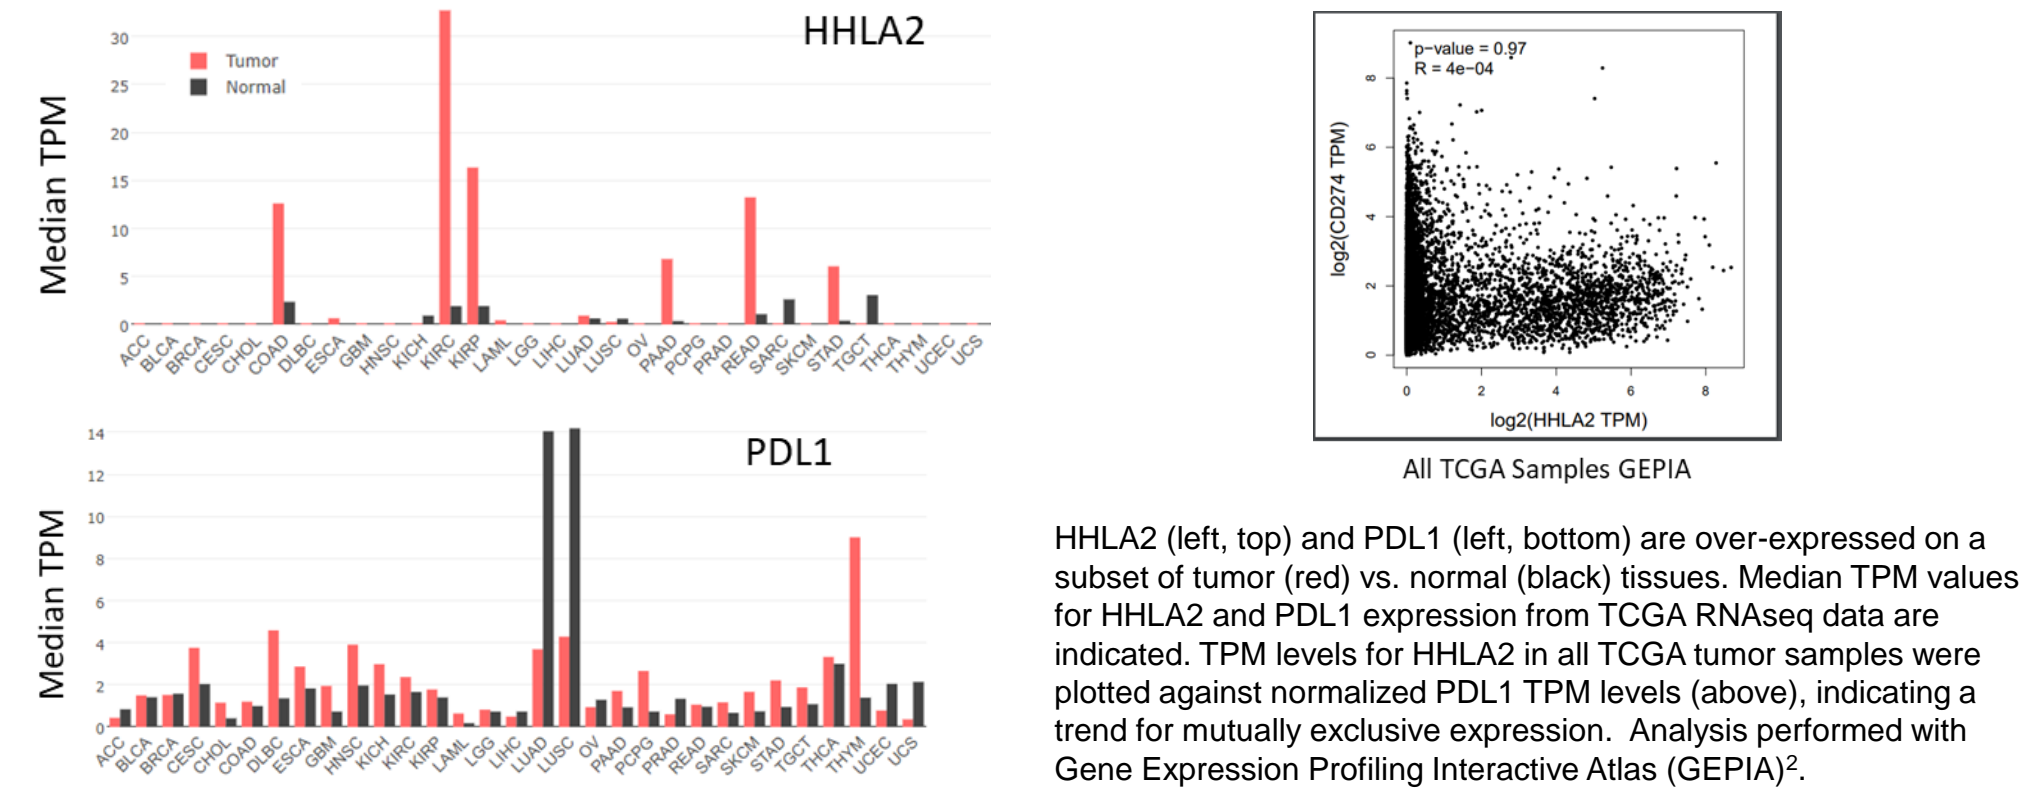 HHLA2
Tumor
Normal
Median TPM
30
25
20
15
10
5
0
ACC
BLCA
BRCA
CESC
CHOL
COAD
DLBC
ESCA
GBM
HNSC
KICH
KIRC
KIRP
LAML
LGG
LIHC
LUAD
LUSC
OV
PAAD
PCPG
PRAD
READ
SARC
SKCM
STAD
TGCT
THCA
THYM
UCEC
UCS
PDL1
Median TPM
14
12
10
8
6
4
2
0
ACC
BLCA
BRCA
CESC
CHOL
COAD
DLBC
ESCA
GBM
HNSC
KICH
KIRC
KIRP
LAML
LGG
LIHC
LUAD
LUSC
OV
PAAD
PCPG
PRAD
READ
SARC
SKCM
STAD
TGCT
THCA
THYM
UCEC
UCS
p−value = 0.97
R = 4e−04
log2(CD274 TPM)
8
6
4
2
0
0
2
4
6
8
log2(HHLA2 TPM)
All TCGA Samples GEPIA
HHLA2 (left, top) and PDL1 (left, bottom) are over-expressed on a
subset of tumor (red) vs. normal (black) tissues. Median TPM values
for HHLA2 and PDL1 expression from TCGA RNAseq data are
indicated. TPM levels for HHLA2 in all TCGA tumor samples were
plotted against normalized PDL1 TPM levels (above), indicating a
trend for mutually exclusive expression.  Analysis performed with
Gene Expression Profiling Interactive Atlas (GEPIA)².